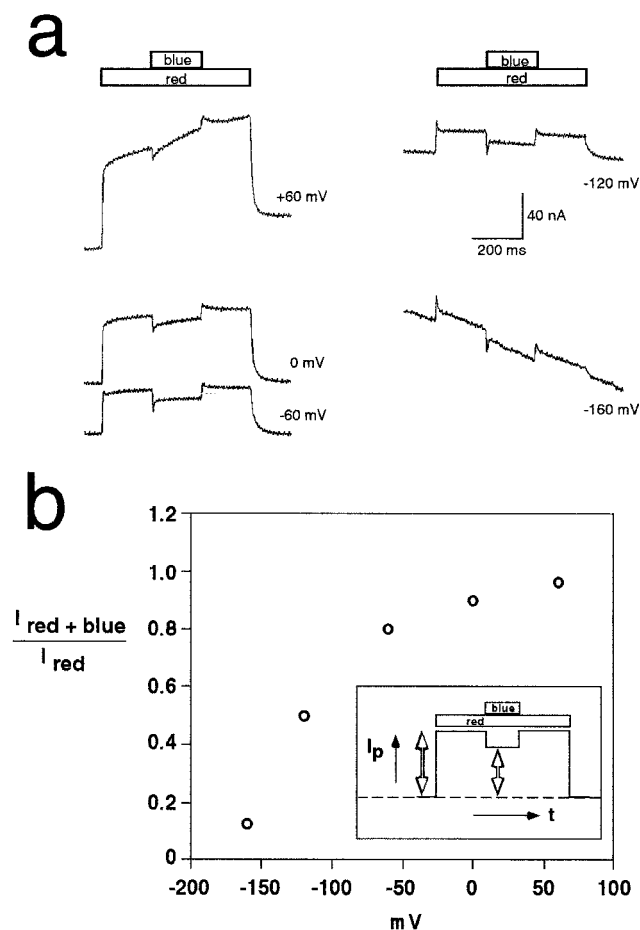 a
blue
red
+60 mV
blue
red
-120 mV
40 nA
200 ms
0 mV
-60 mV
-160 mV
b
I red + blue
I red
1.2
1.0
0.8
0.6
0.4
0.2
0
-200 -150 -100 -50 0 50 100
mV
blue
red
Ip
t